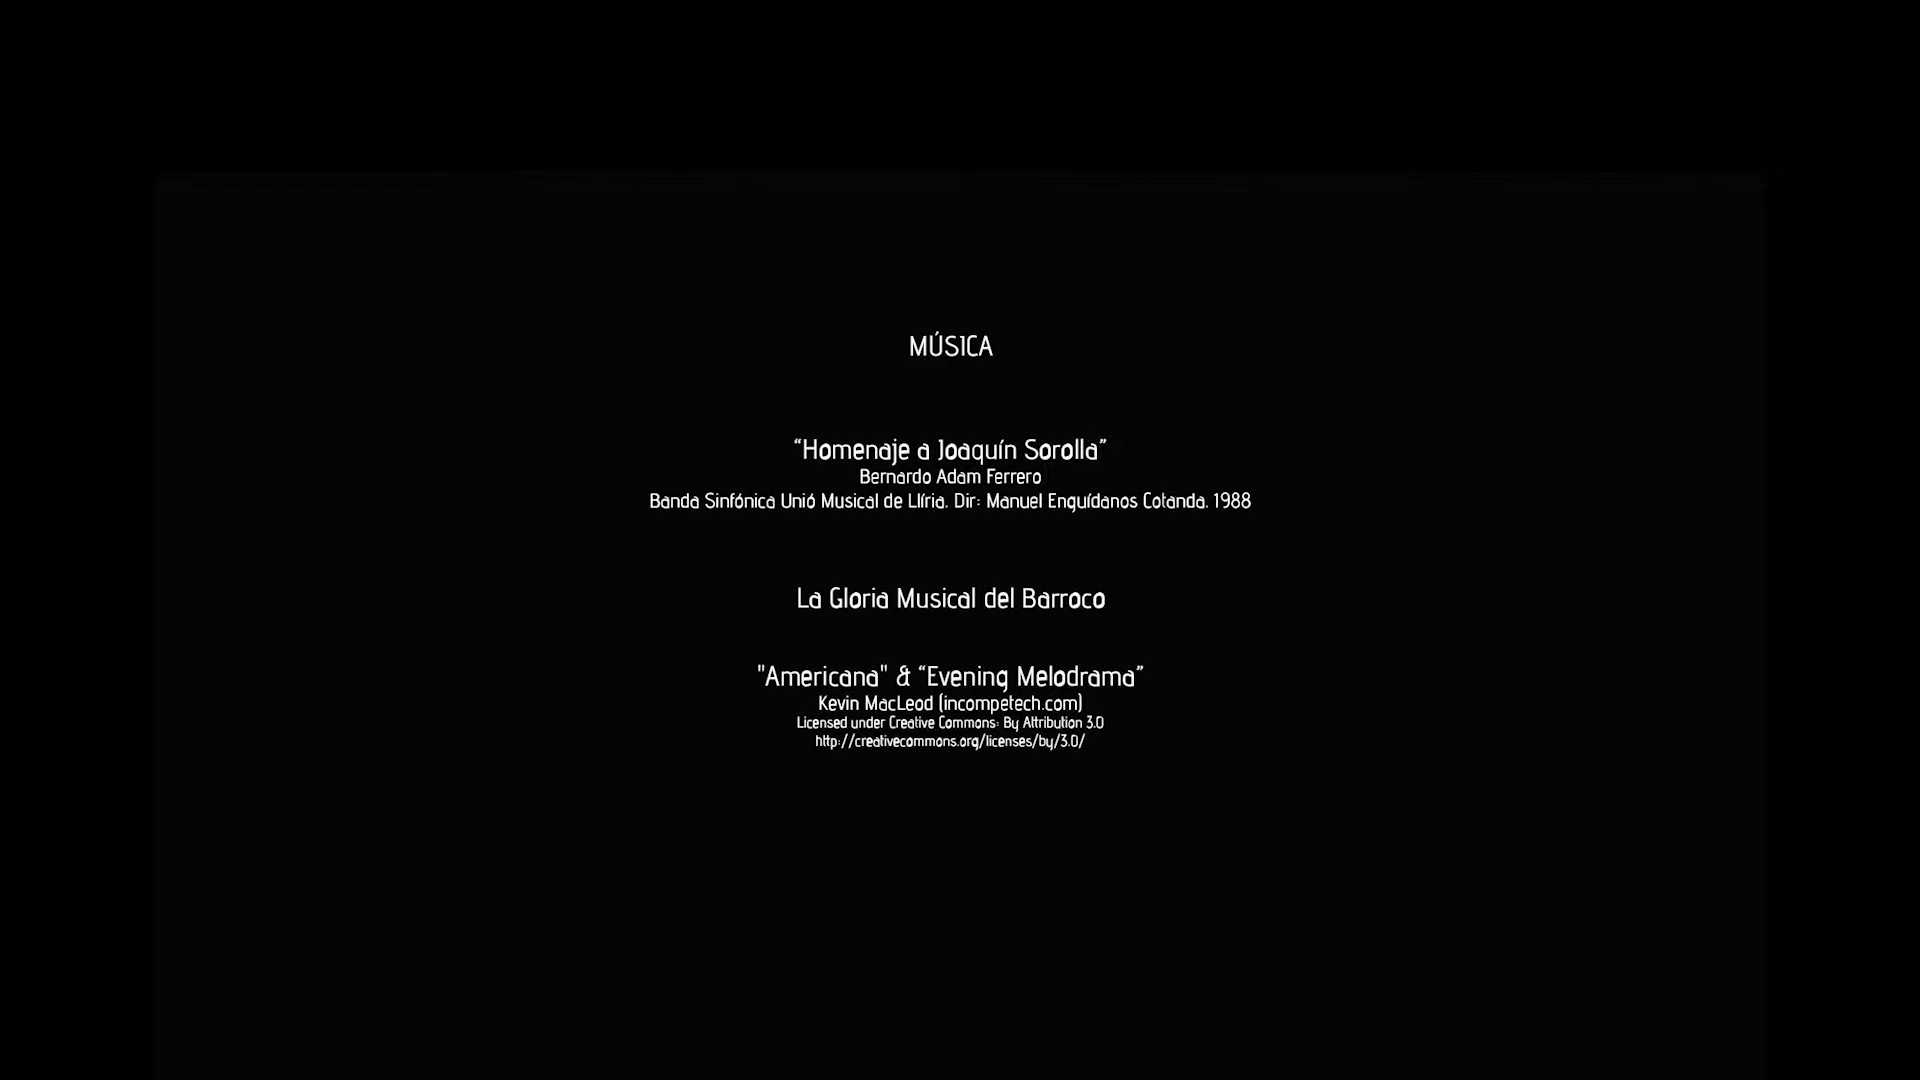 MÚSICA
“Homenaje a Joaquín Sorolla”
Bernardo Adam Ferrero
Banda Sinfónica Unió Musical de Llíria. Dir: Manuel Enguídanos Cotanda. 1988
La Gloria Musical del Barroco
"Americana" & “Evening Melodrama”
Kevin MacLeod (incompetech.com)
Licensed under Creative Commons: By Attribution 3.0
http://creativecommons.org/licenses/by/3.0/